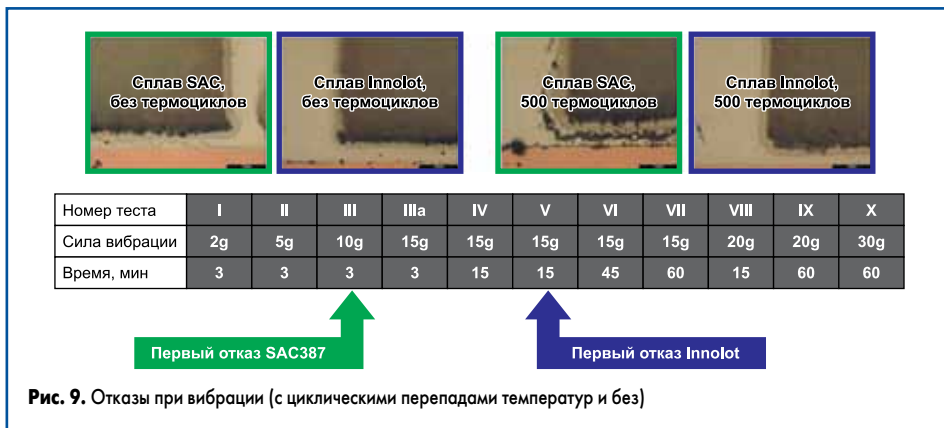 Сплав SAC,
без термоциклов
Сплав Innolot,
без термоциклов
Сплав SAC,
500 термоциклов
Сплав Innolot,
500 термоциклов
Номер теста I II III IIIa IV V VI VII VIII IX X
Сила вибрации 2g 5g 10g 15g 15g 15g 15g 15g 20g 20g 30g
Время, мин 3 3 3 3 15 15 45 60 15 60 60
Первый отказ SAC387
Первый отказ Innolot
Рис. 9. Отказы при вибрации (с циклическими перепадами температур и без)